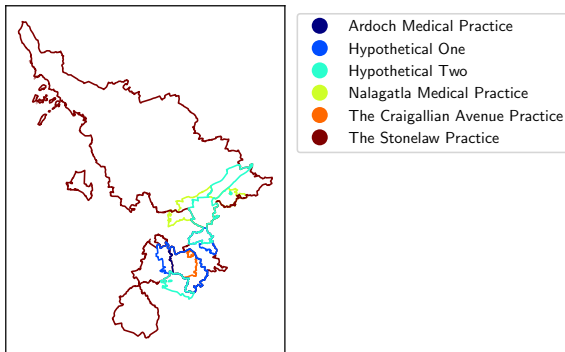 Ardoch Medical Practice
Hypothetical One
Hypothetical Two
Nalagatla Medical Practice
The Craigallian Avenue Practice
The Stonelaw Practice